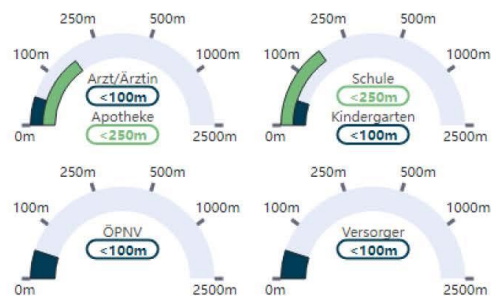 250m 500m
100m 1000m
Arzt/Ärztin
<100m
Apotheke
<250m
0m 2500m
250m 500m
100m 1000m
Schule
<250m
Kindergarten
<100m
0m 2500m
250m 500m
100m 1000m
ÖPNV
<100m
0m 2500m
250m 500m
100m 1000m
Versorger
<100m
0m 2500m